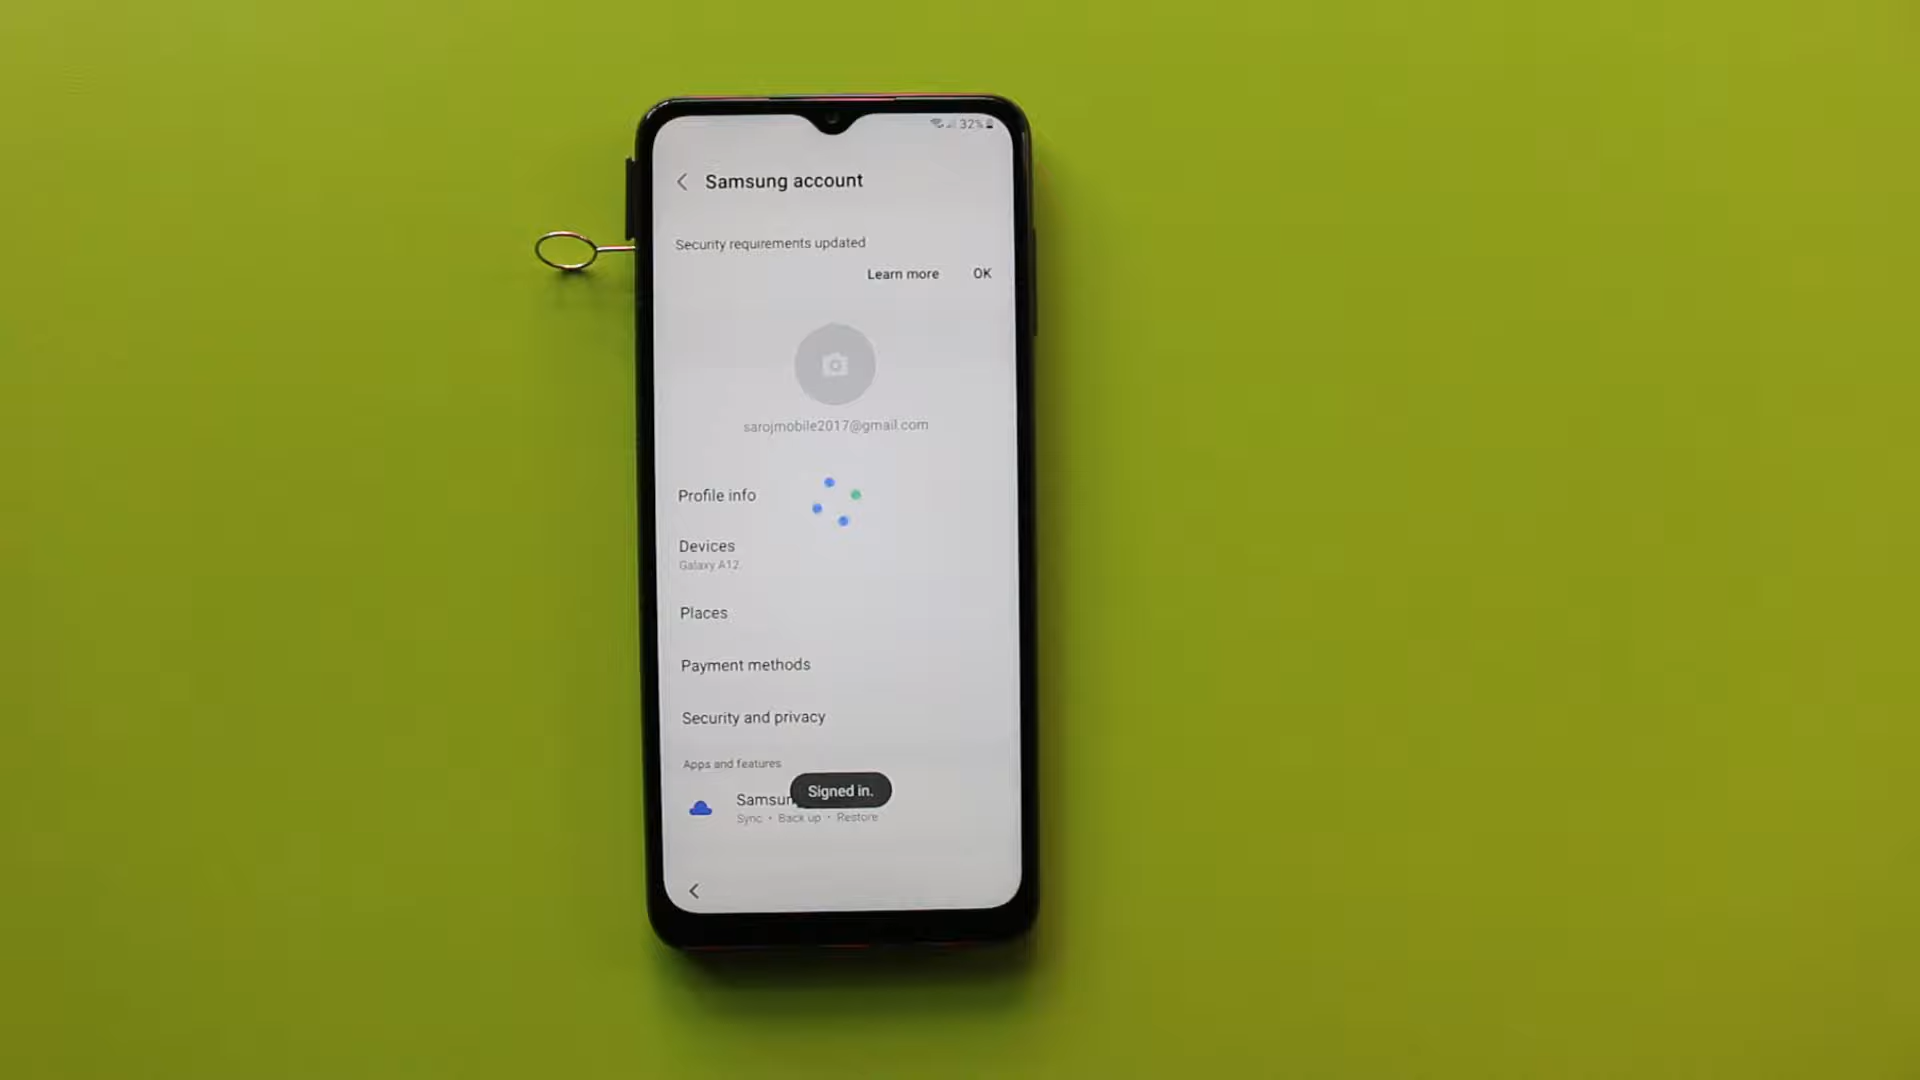 32%
Samsung account
Security requirements updated
Learn more OK
sarojmobile2017@gmail.com
Profile info
Devices
Galaxy A12
Places
Payment methods
Security and privacy
Apps and features
Samsun
Signed in.
Sync • Back up • Restore